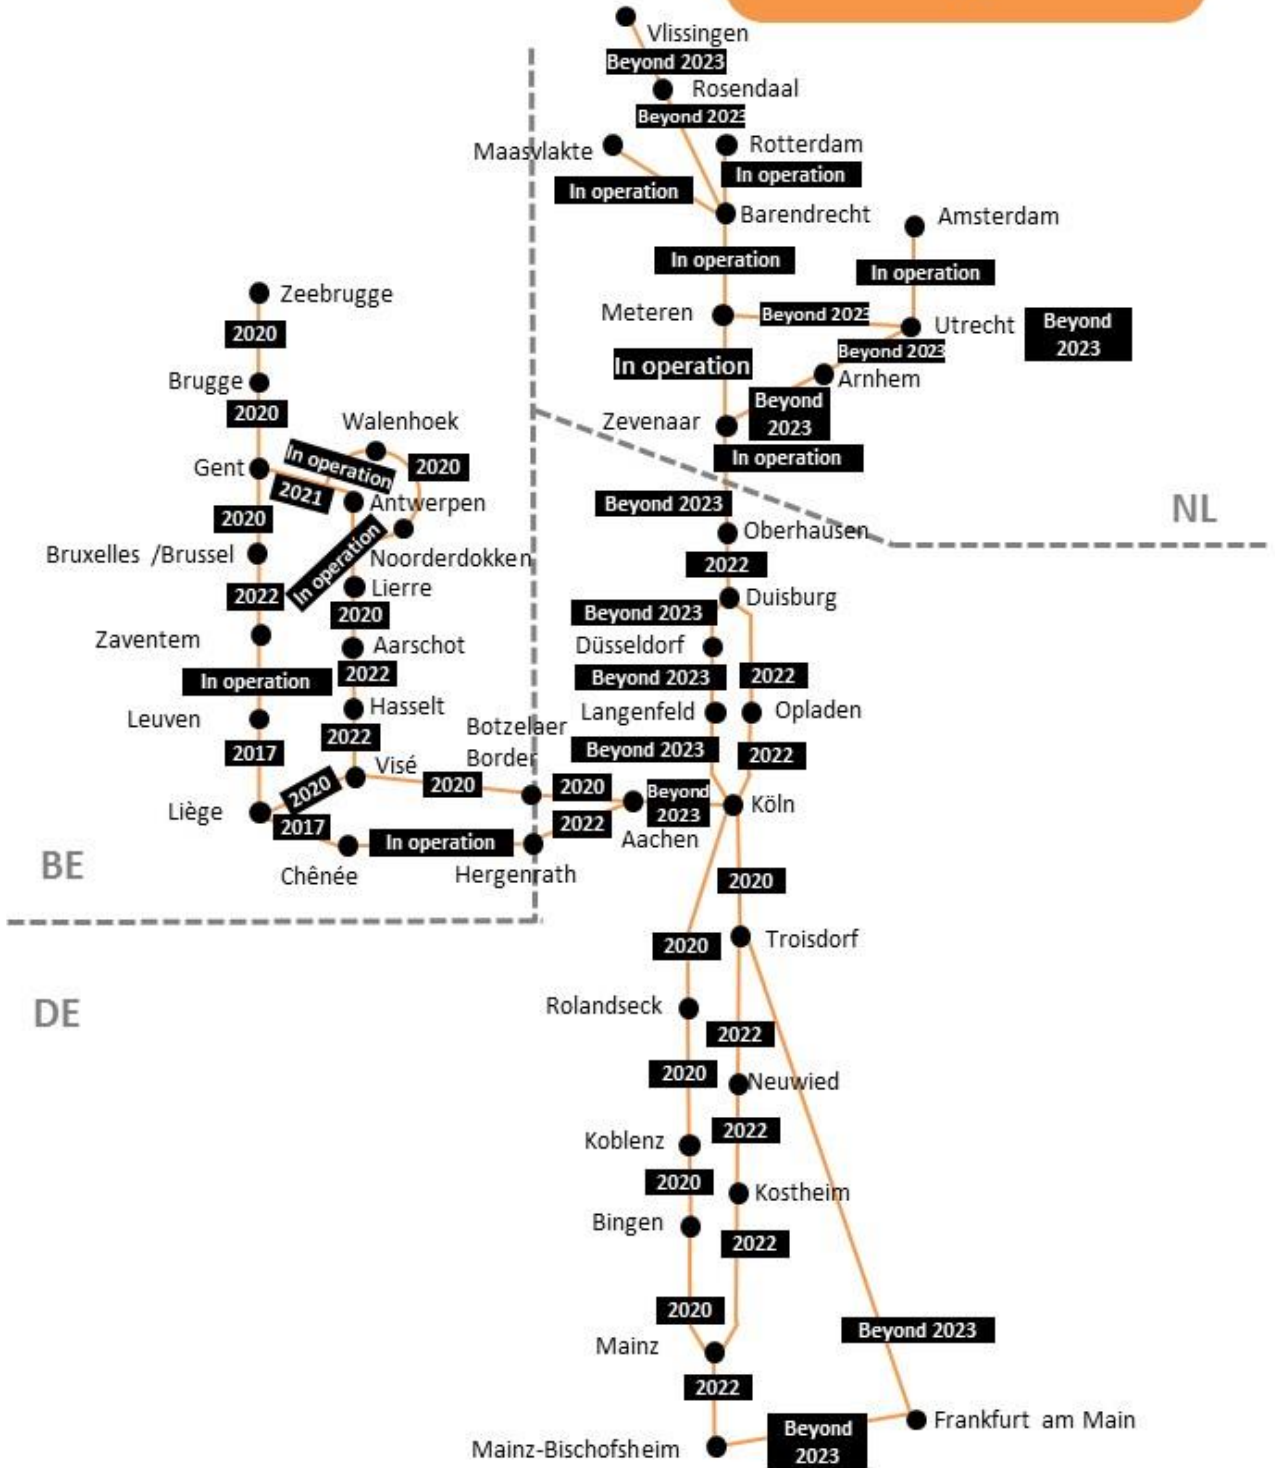 Vlissingen
Beyond 2023
Rosendaal
Beyond 2023
Maasvlakte
Rotterdam
In operation
In operation
Barendrecht
Amsterdam
In operation
In operation
Zeebrugge
Meteren
Beyond 2023
Utrecht
Beyond
2023
2020
Beyond 2023
In operation
Arnhem
Brugge
Beyond
2023
2020
Walenhoek
Zevenaar
In operation
Gent
In operation
2020
2021
Antwerpen
Beyond 2023
NL
2020
Oberhausen
Bruxelles /Brussel
In operation
Noorderdokken
2022
Lierre
2022
Duisburg
2020
Beyond 2023
Zaventem
Aarschot
Düsseldorf
In operation
2022
Beyond 2023
2022
Leuven
Hasselt
Langenfeld
Opladen
2017
2022
Botzelaer
Border
Beyond 2023
2022
Visé
2020
2020
2020
Beyond
2023
Köln
Liège
2017
2022
Aachen
In operation
BE
Chênée
Hergenrath
2020
2020
Troisdorf
DE
Rolandseck
2022
2020
Neuwied
2022
Koblenz
2020
Kostheim
Bingen
2022
2020
Beyond 2023
Mainz
2022
Frankfurt am Main
Beyond
2023
Mainz-Bischofsheim